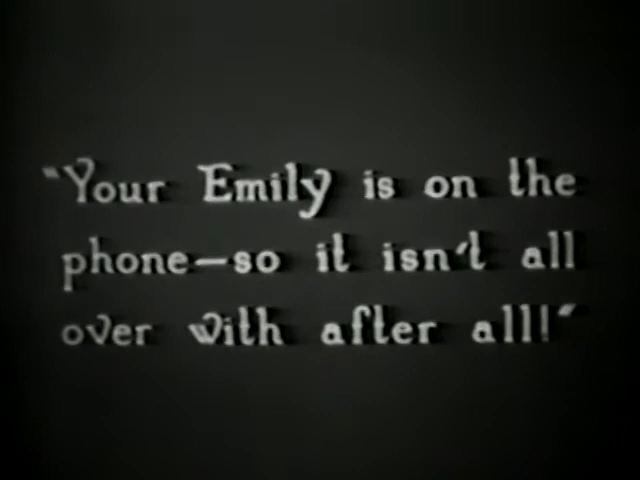 "Your Emily is on the
phone—so it isn't all
over with after all!"